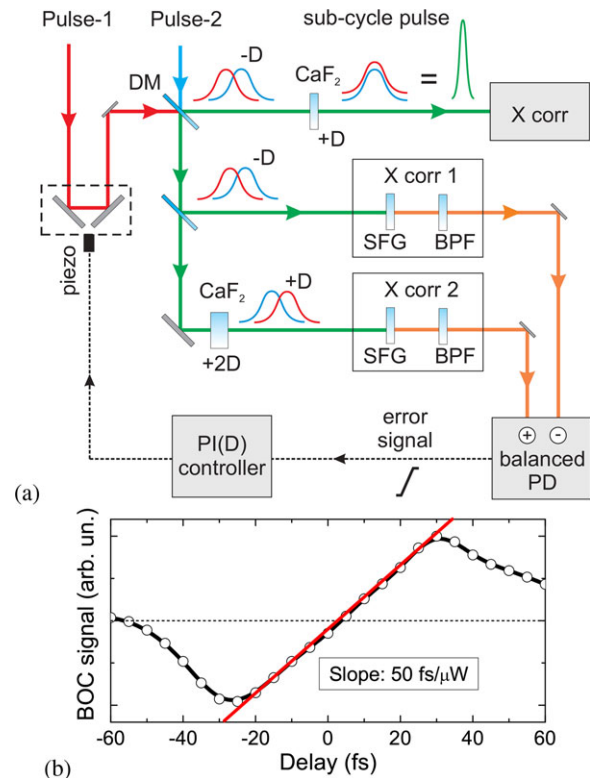 Pulse-1
Pulse-2
sub-cycle pulse
DM
-D
CaF₂
=
X corr
+D
-D
X corr 1
SFG
BPF
piezo
CaF₂
+D
X corr 2
+2D
SFG
BPF
PI(D)
controller
error
signal
+ -
balanced
PD
(a)
BOC signal (arb. un.)
Slope: 50 fs/μW
-60 -40 -20 0 20 40 60
Delay (fs)
(b)